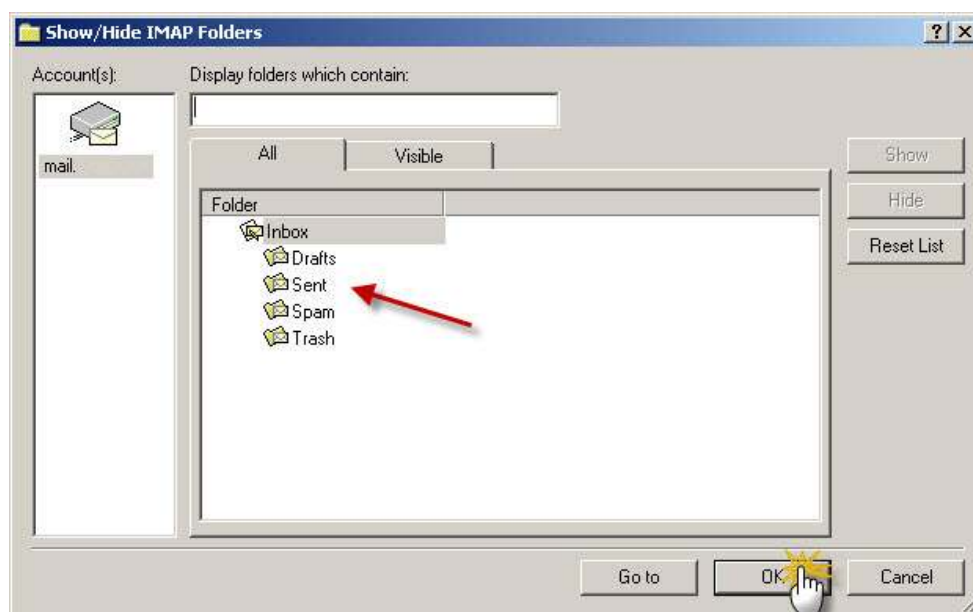 Show/Hide IMAP Folders
Account(s):
Display folders which contain:
mail.
All
Visible
Show
Hide
Reset List
Folder
Inbox
Drafts
Sent
Spam
Trash
Go to
OK
Cancel